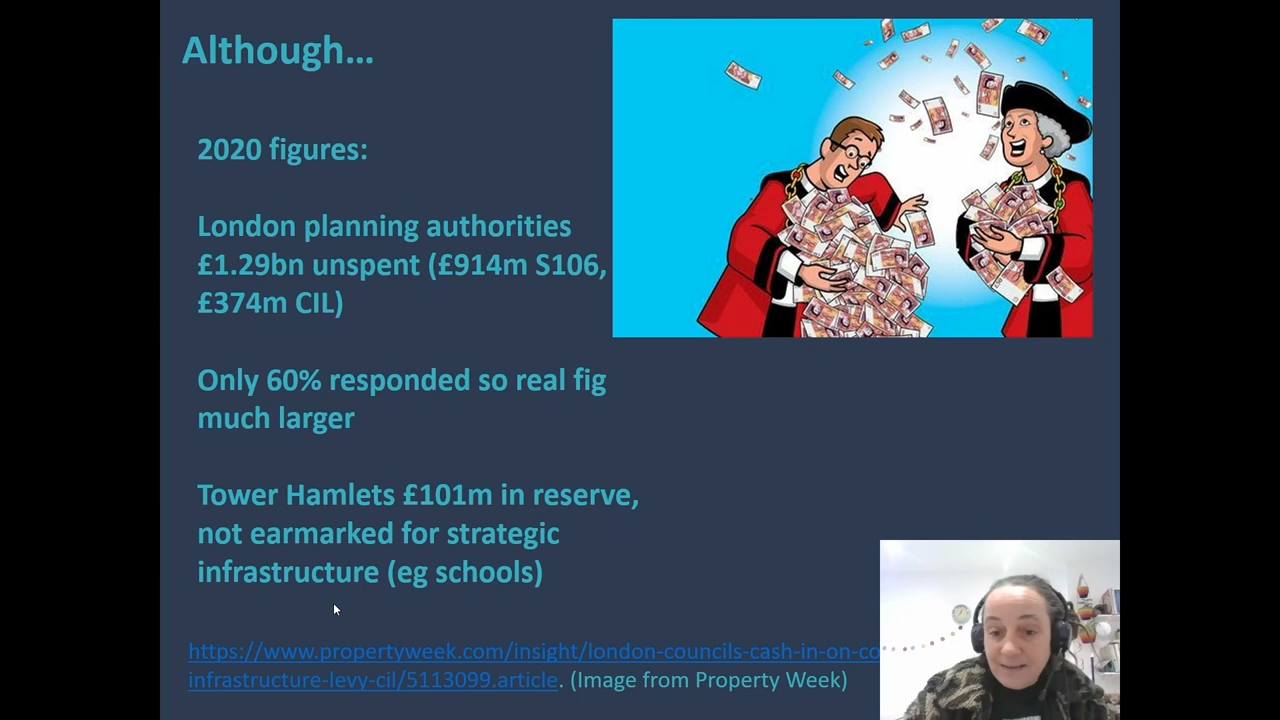 Although...
2020 figures:
London planning authorities
£1.29bn unspent (£914m S106,
£374m CIL)
Only 60% responded so real fig
much larger
Tower Hamlets £101m in reserve,
not earmarked for strategic
infrastructure (eg schools)
https://www.propertyweek.com/insight/london-councils-cash-in-on-co
infrastructure-levy-cil/5113099.article. (Image from Property Week)